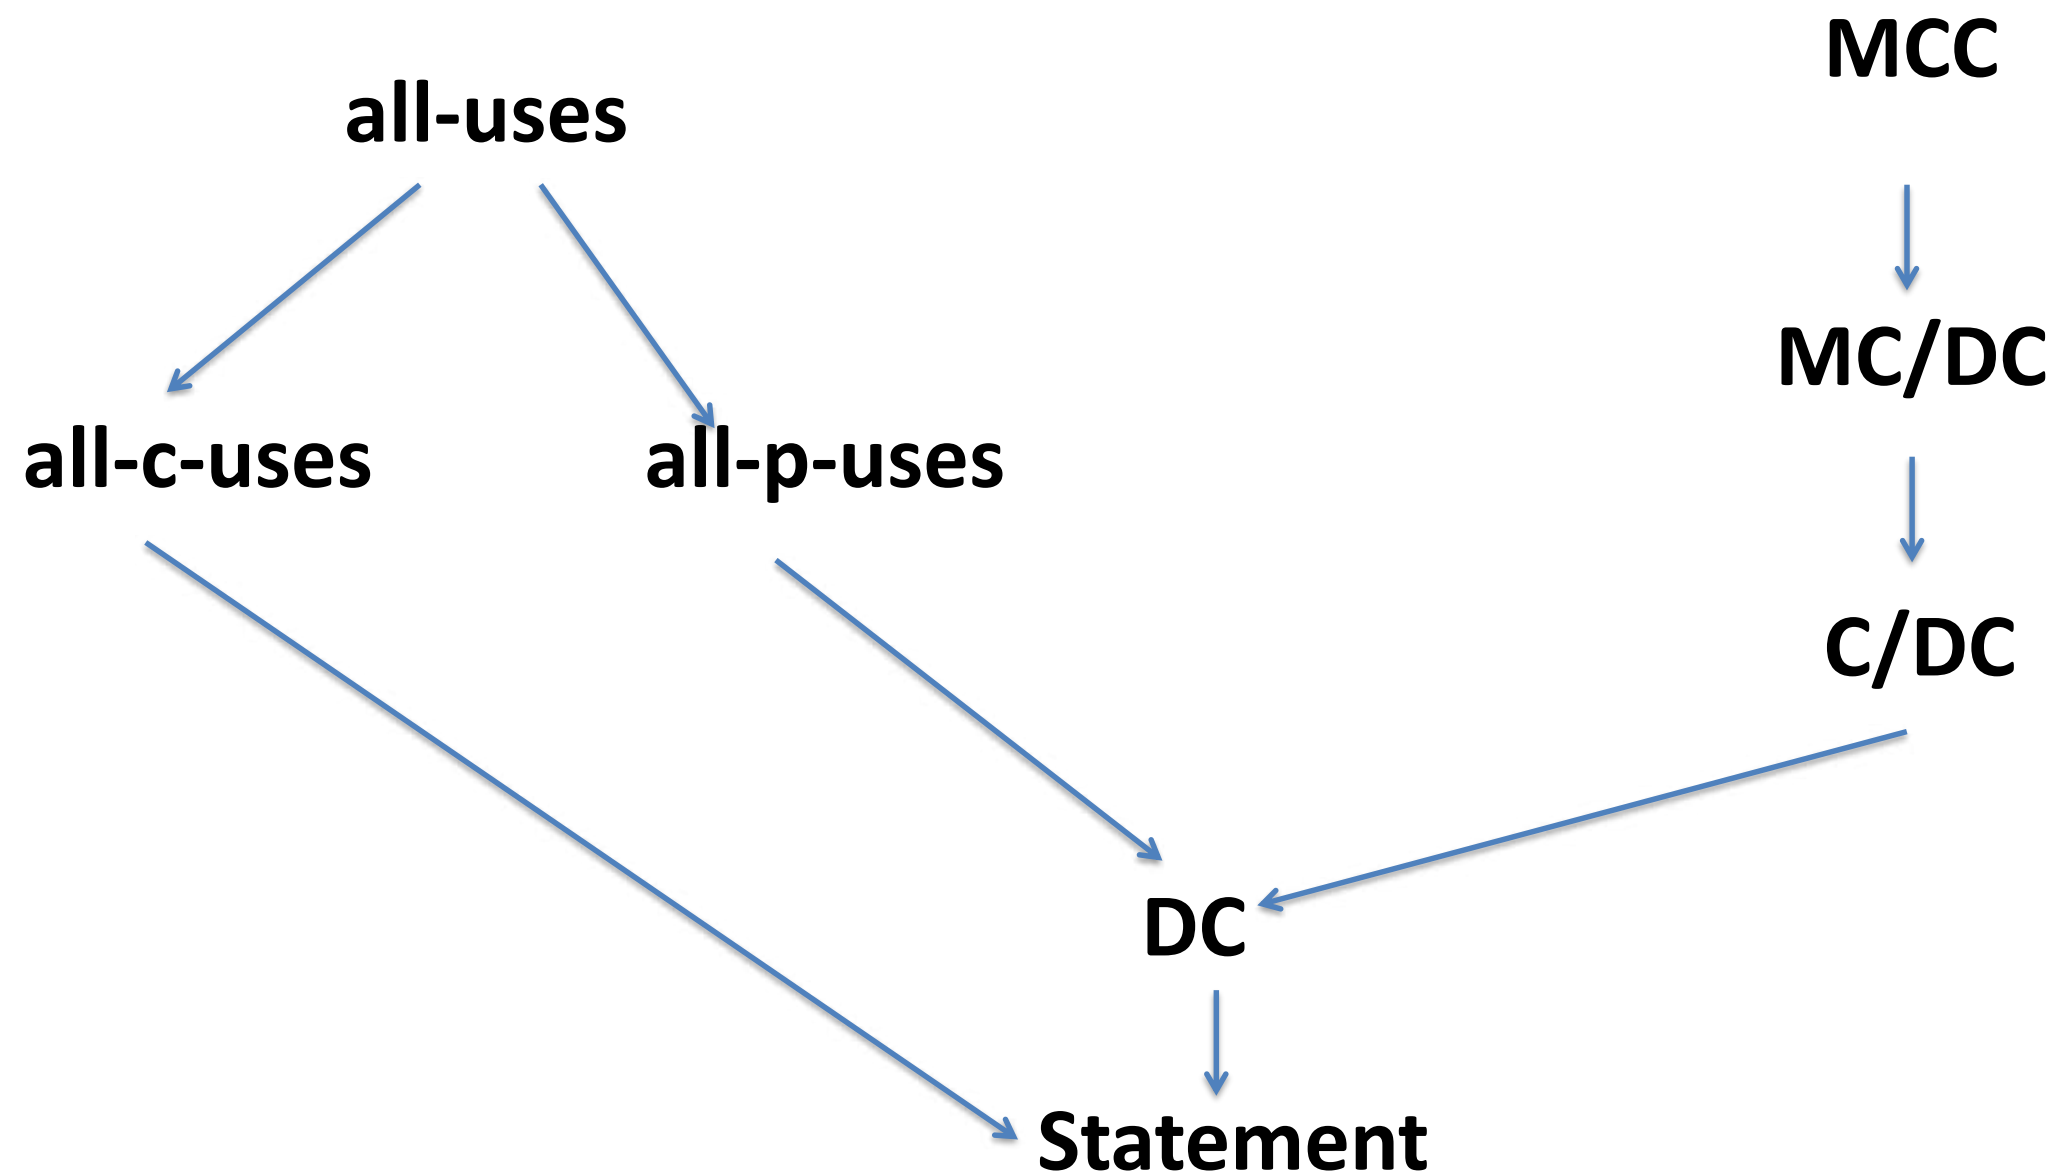 MCC
all-uses
MC/DC
all-c-uses
all-p-uses
C/DC
DC
Statement